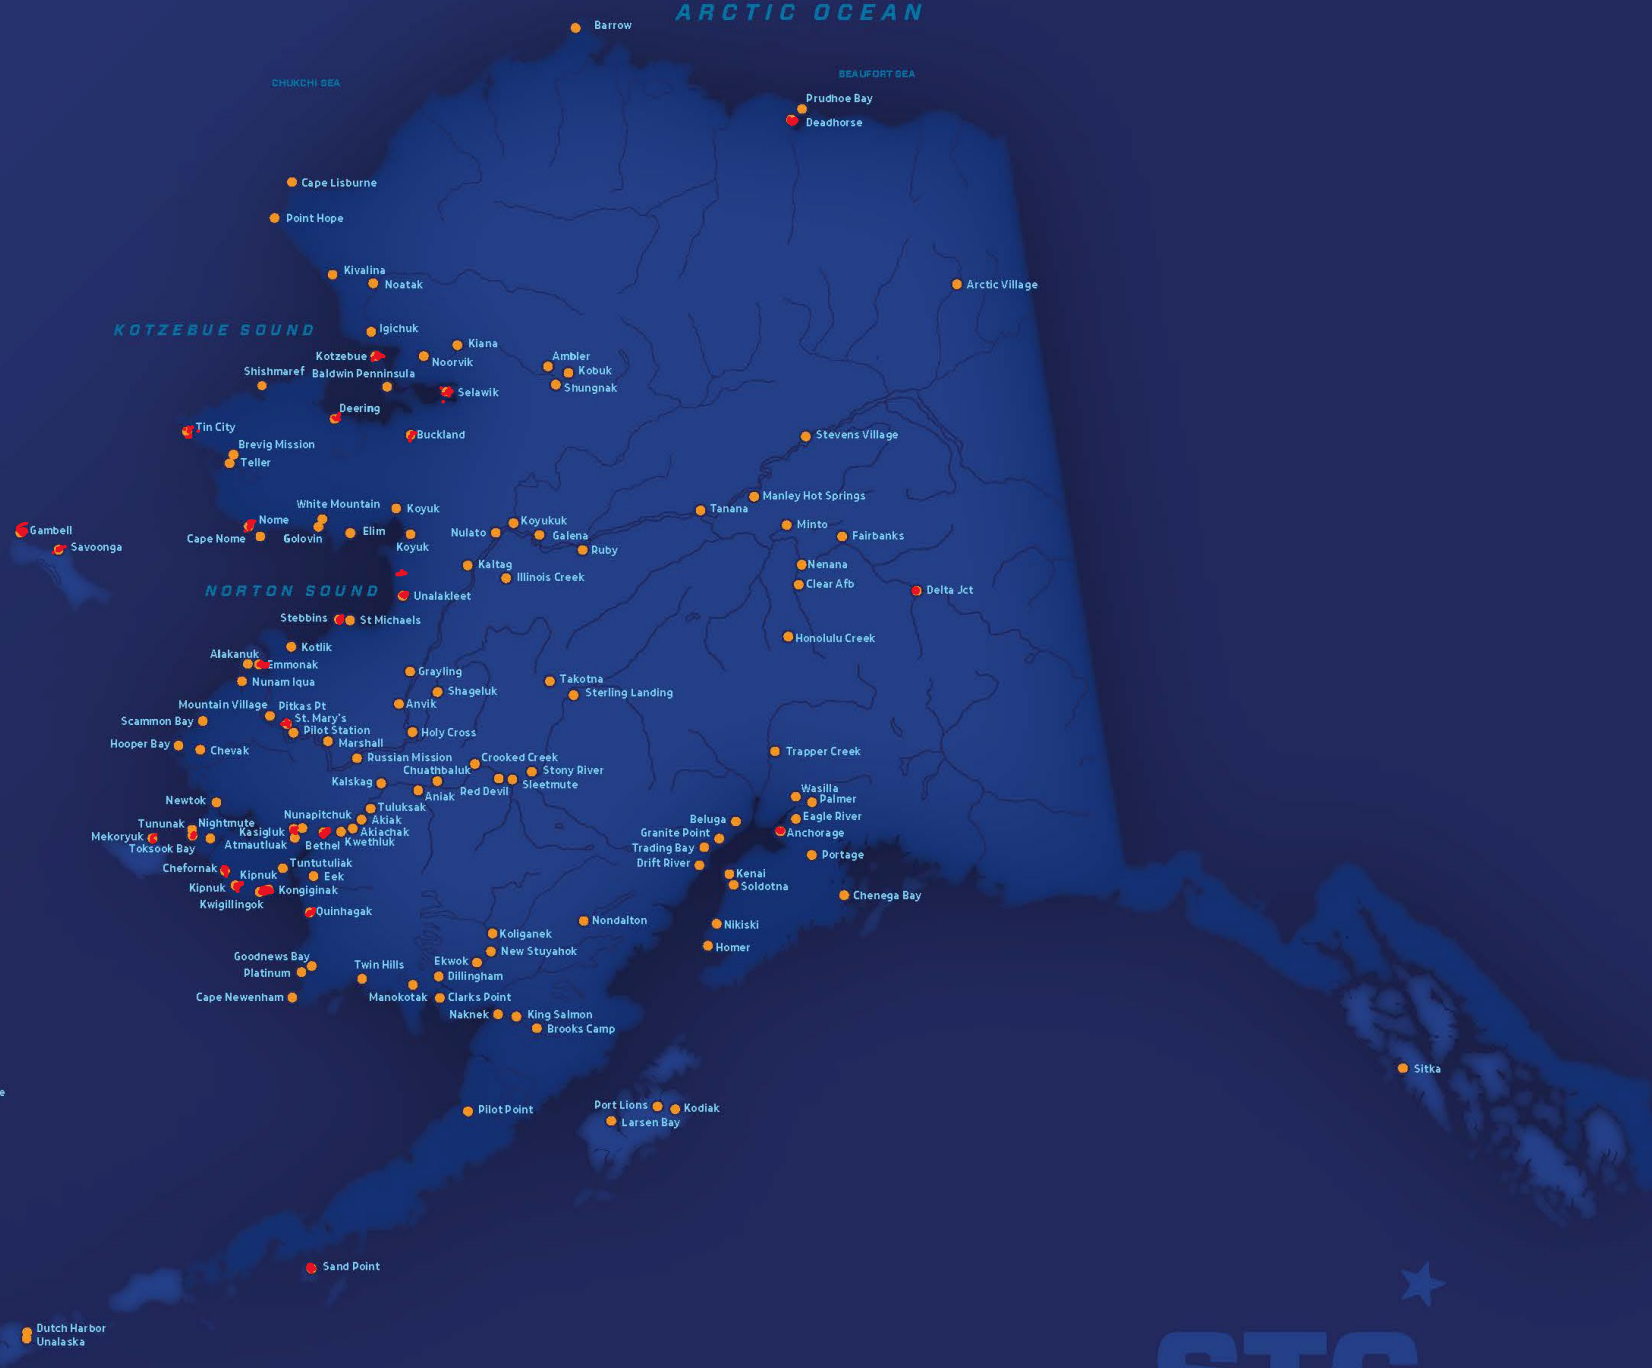 ARCTIC OCEAN
Barrow
CHUKCHI SEA
BEAUFORT SEA
Prudhoe Bay
Deadhorse
Cape Lisburne
Point Hope
Kivalina
Noatak
Arctic Village
KOTZEBUE SOUND
Igichuk
Kiana
Kotzebue
Noorvik
Ambler
Kobuk
Shungnak
Shishmaref
Baldwin Penninsula
Selawik
Deering
Tin City
Buckland
Stevens Village
Brevig Mission
Teller
Manley Hot Springs
White Mountain
Koyuk
Tanana
Nome
Koyukuk
Minto
Gambell
Cape Nome
Golovin
Elim
Nulato
Galena
Fairbanks
Savoonga
Koyuk
Ruby
Kaltag
Nenana
Illinois Creek
Clear Afb
NORTON SOUND
Unalakleet
Delta Jct
Stebbins
St Michaels
Honolulu Creek
Kotlik
Alakanuk
Emmonak
Nunam Iqua
Grayling
Takotna
Shageluk
Sterling Landing
Mountain Village
Pitkas Pt
Anvik
Scammon Bay
St. Mary's
Pilot Station
Holy Cross
Hooper Bay
Chevak
Marshall
Trapper Creek
Russian Mission
Crooked Creek
Chuathbaluk
Stony River
Kalskag
Aniak
Red Devil
Sleetmute
Wasilla
Palmer
Newtok
Tuluksak
Nunapitchuk
Akiak
Eagle River
Beluga
Tununak
Nightmute
Kasigluk
Akiachak
Granite Point
Anchorage
Mekoryuk
Toksook Bay
Atmautluak
Bethel
Kwethluk
Trading Bay
Portage
Drift River
Chefornak
Kipnuk
Tuntutuliak
Eek
Kenai
Soldotna
Kipnuk
Kongiginak
Chenega Bay
Kwigillingok
Quinhagak
Nondalton
Nikiski
Koliganek
Homer
New Stuyahok
Goodnews Bay
Ekwok
Platinum
Twin Hills
Dillingham
Cape Newenham
Manokotak
Clarks Point
Naknek
King Salmon
Brooks Camp
Sitka
e
Pilot Point
Port Lions
Kodiak
Larsen Bay
Sand Point
Dutch Harbor
Unalaska